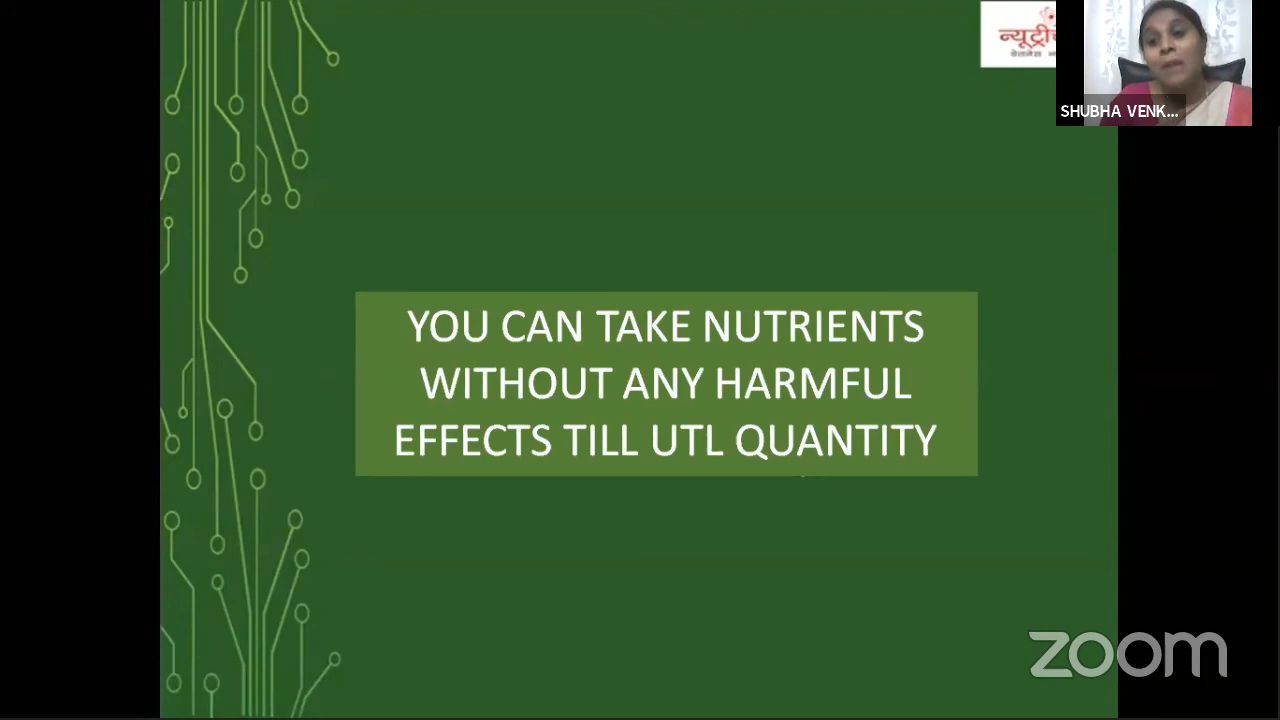 SHUBHA VENK...
YOU CAN TAKE NUTRIENTS
WITHOUT ANY HARMFUL
EFFECTS TILL UTL QUANTITY
zoom